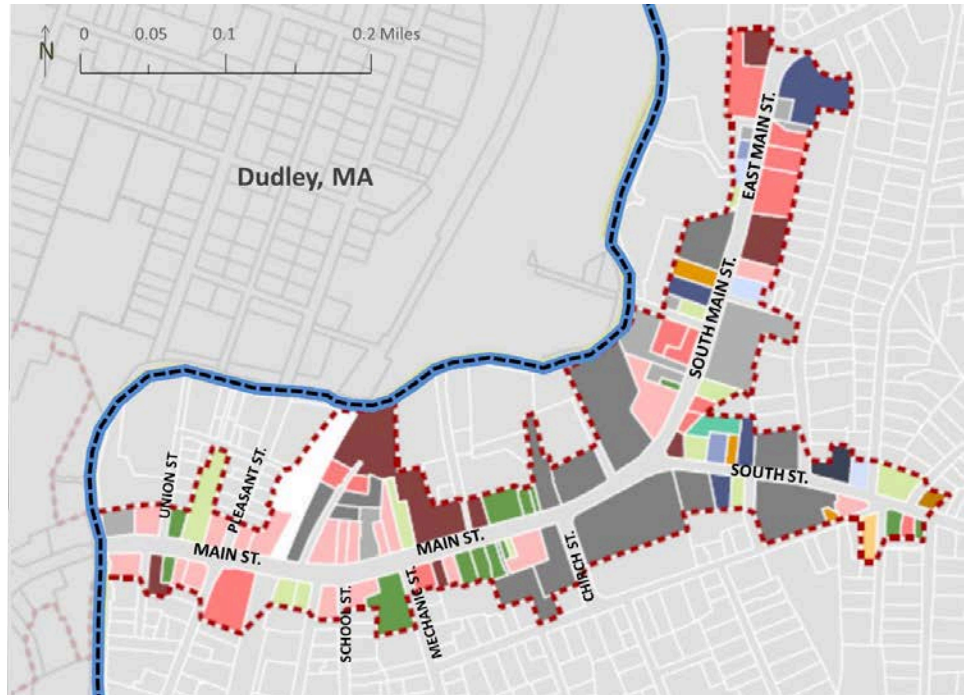 0 0.05 0.1 0.2 Miles
N
Dudley, MA
EAST MAIN ST.
SOUTH MAIN ST.
SOUTH ST.
UNION ST
PLEASANT ST.
MAIN ST.
MAIN ST.
SCHOOL ST.
MECHANIC ST.
CHIRCH ST.